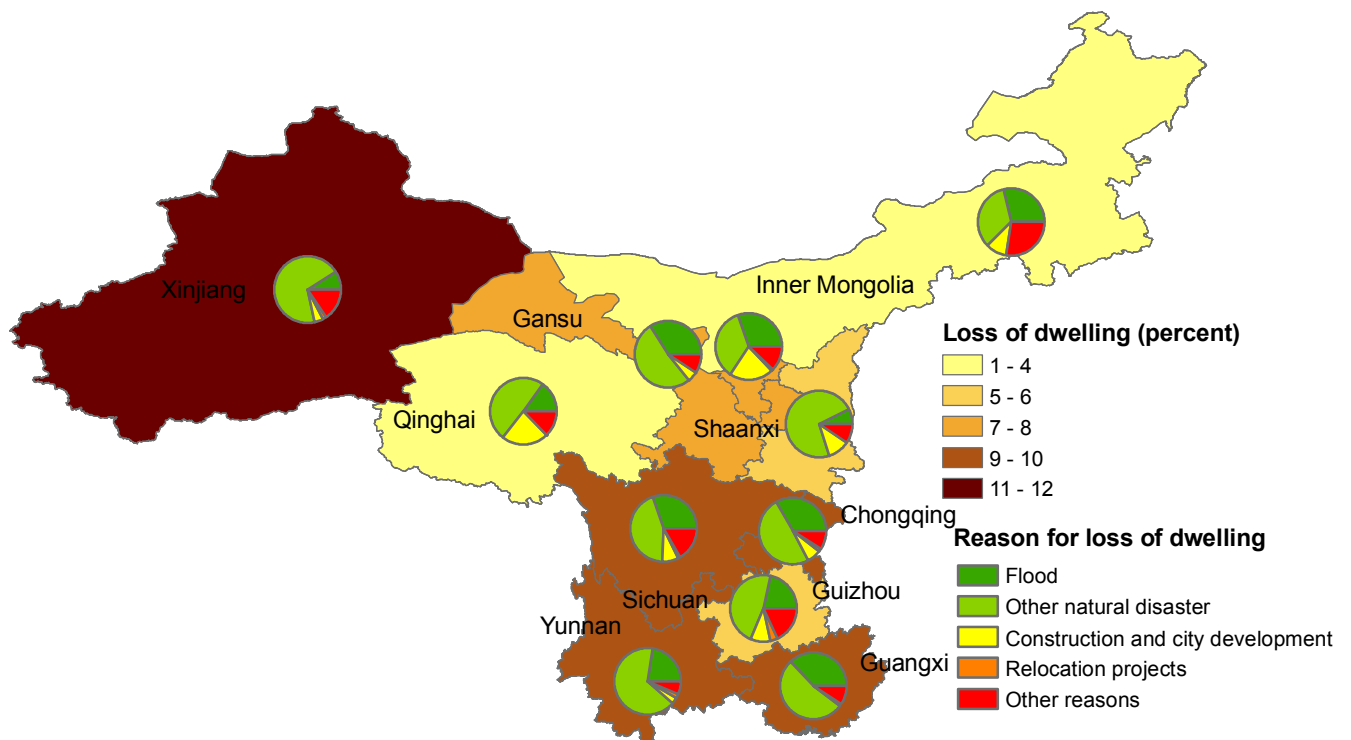 Xinjiang
Inner Mongolia
Gansu
Qinghai
Shaanxi
Chongqing
Guizhou
Sichuan
Yunnan
Guangxi
Loss of dwelling (percent)
1 - 4
5 - 6
7 - 8
9 - 10
11 - 12
Reason for loss of dwelling
Flood
Other natural disaster
Construction and city development
Relocation projects
Other reasons